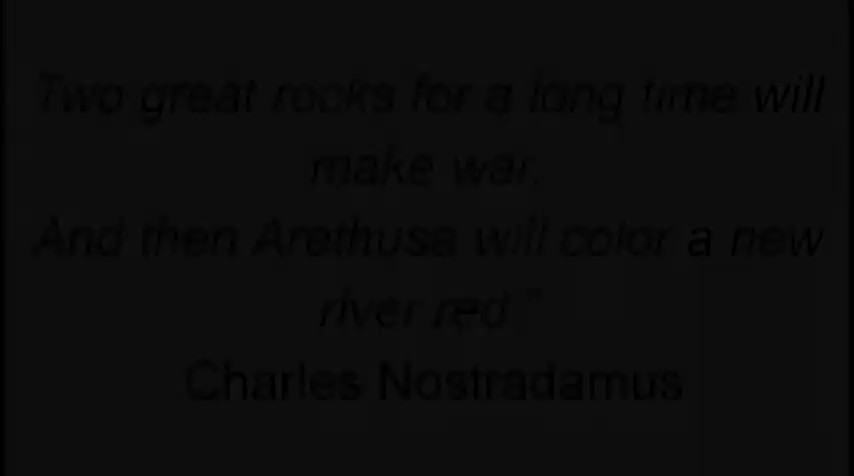 Two great rocks for a long time will
make war.
And then Arethusa will color a new
river red."
Charles Nostradamus